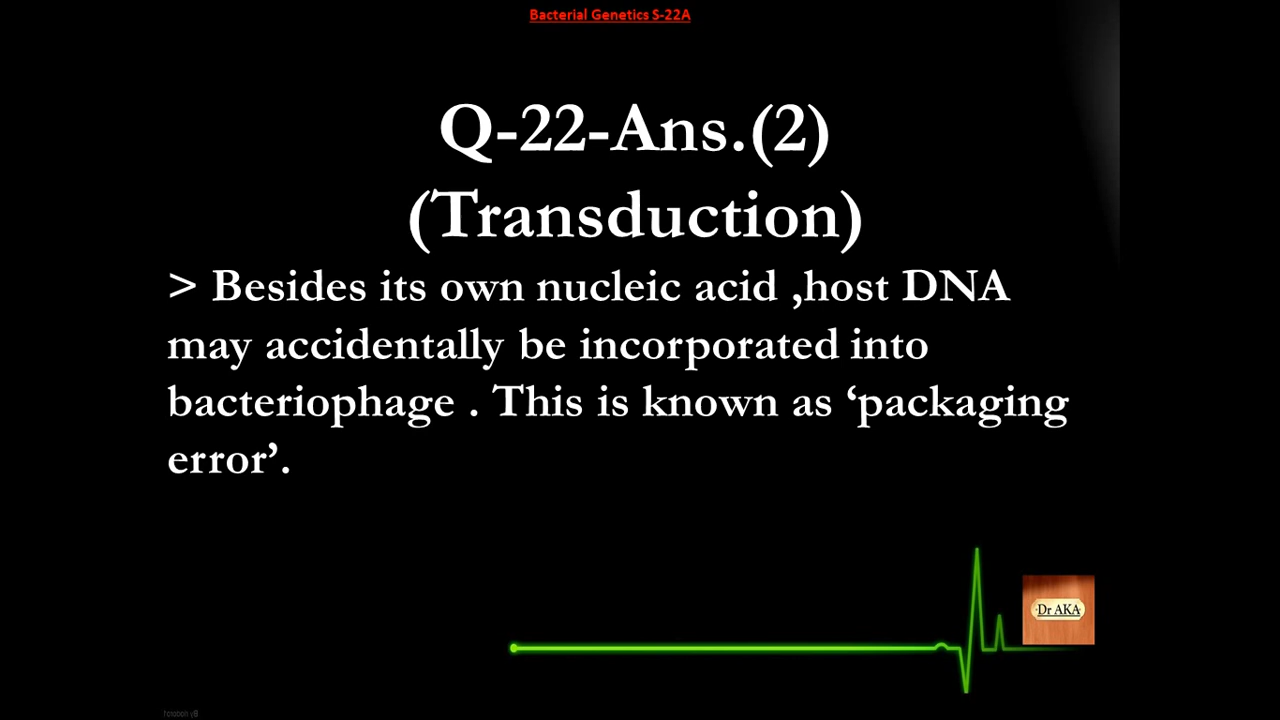 Bacterial Genetics S-22A
Q-22-Ans.(2)
(Transduction)
> Besides its own nucleic acid ,host DNA
may accidentally be incorporated into
bacteriophage . This is known as ‘packaging
error’.
Dr AKA